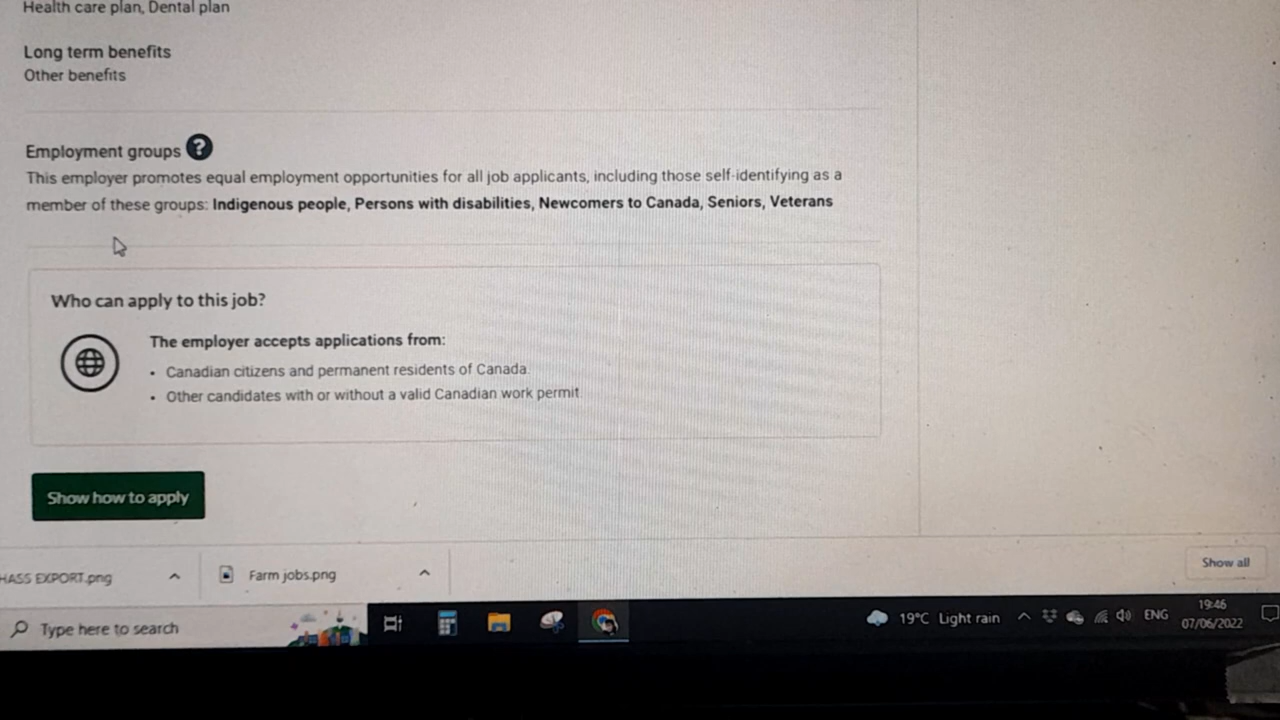 Health care plan, Dental plan
Long term benefits
Other benefits
Employment groups ?
This employer promotes equal employment opportunities for all job applicants, including those self-identifying as a
member of these groups: Indigenous people, Persons with disabilities, Newcomers to Canada, Seniors, Veterans
Who can apply to this job?
The employer accepts applications from:
• Canadian citizens and permanent residents of Canada.
• Other candidates with or without a valid Canadian work permit.
Show how to apply
HASS EXPORT.png
Farm jobs.png
Show all
Type here to search
19°C Light rain
ENG
19:46
07/06/2022